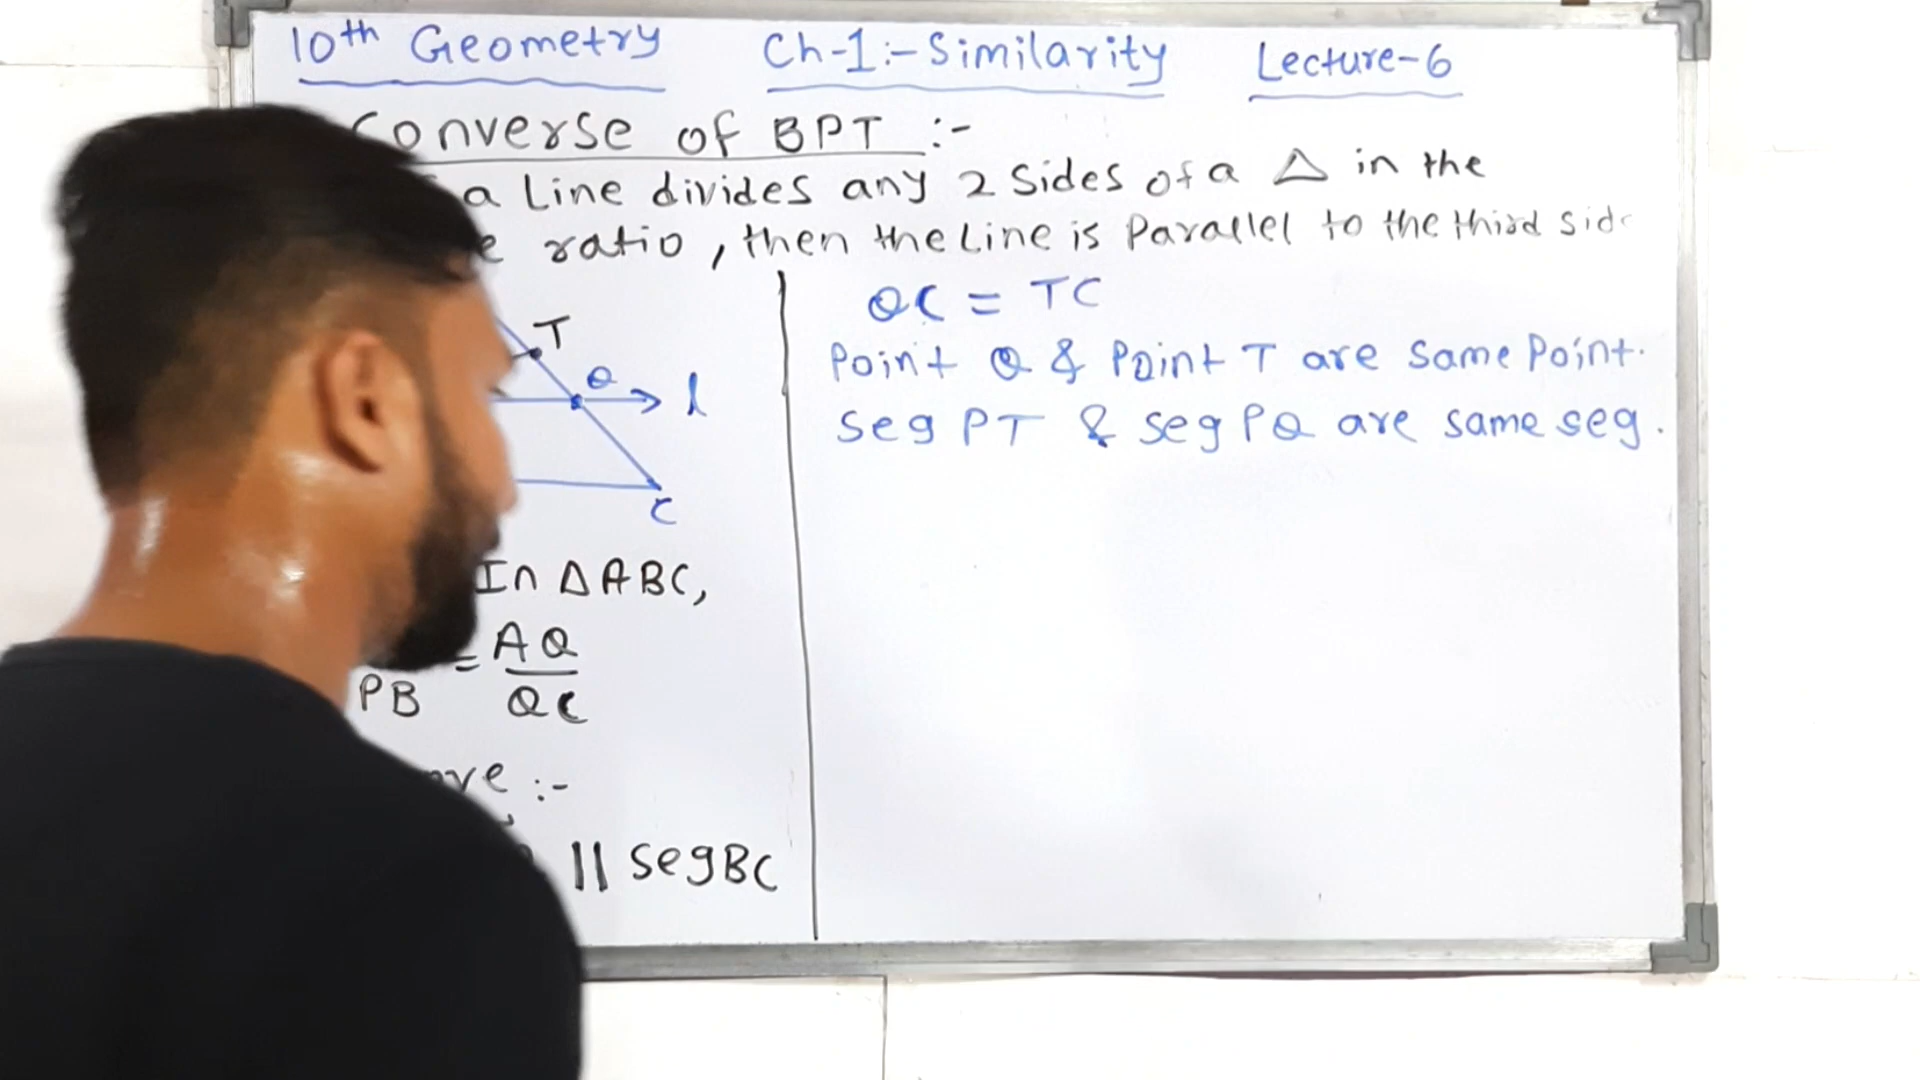 10th Geometry Ch-1:- Similarity Lecture-6
Converse of BPT :-
a Line divides any 2 Sides of a △ in the
ratio, then the Line is Parallel to the third side
T
Q
l
C
In △ABC,
= AQ
PB QC
:-
|| seg BC
QC = TC
Point Q & Point T are same Point.
seg PT & seg PQ are same seg.